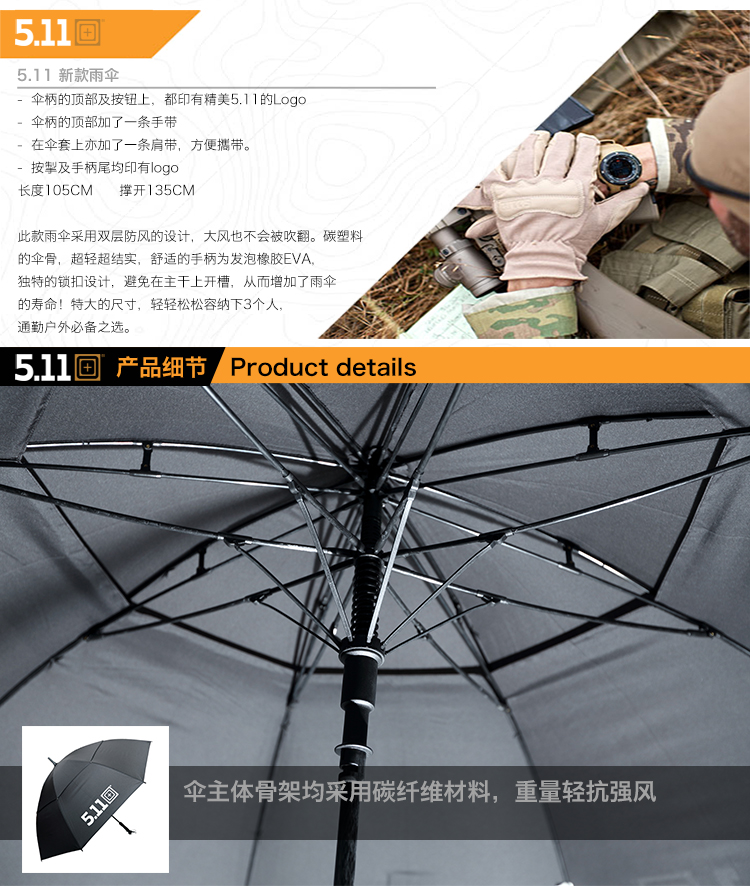 5.11
5.11 新款雨伞
- 伞柄的顶部及按钮上，都印有精美5.11的Logo
- 伞柄的顶部加了一条手带
- 在伞套上亦加了一条肩带，方便攜带。
- 按掣及手柄尾均印有logo
长度105CM 撑开135CM
此款雨伞采用双层防风的设计，大风也不会被吹翻。碳塑料
的伞骨，超轻超结实，舒适的手柄为发泡橡胶EVA，
独特的锁扣设计，避免在主干上开槽，从而增加了雨伞
的寿命！特大的尺寸，轻轻松松容纳下3个人，
通勤户外必备之选。
5.11 产品细节 Product details
伞主体骨架均采用碳纤维材料，重量轻抗强风
5.11